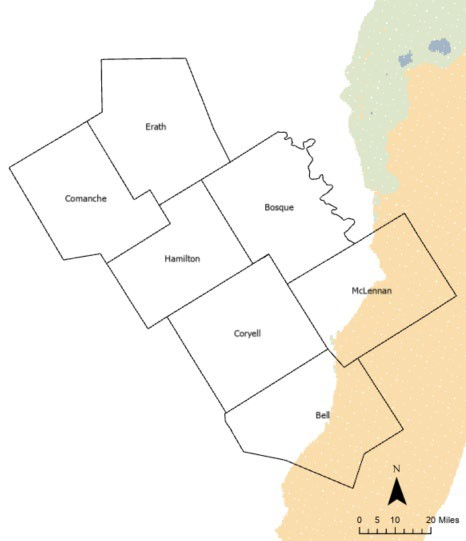 Erath
Comanche
Bosque
Hamilton
McLennan
Coryell
Bell
N
0 5 10 20 Miles